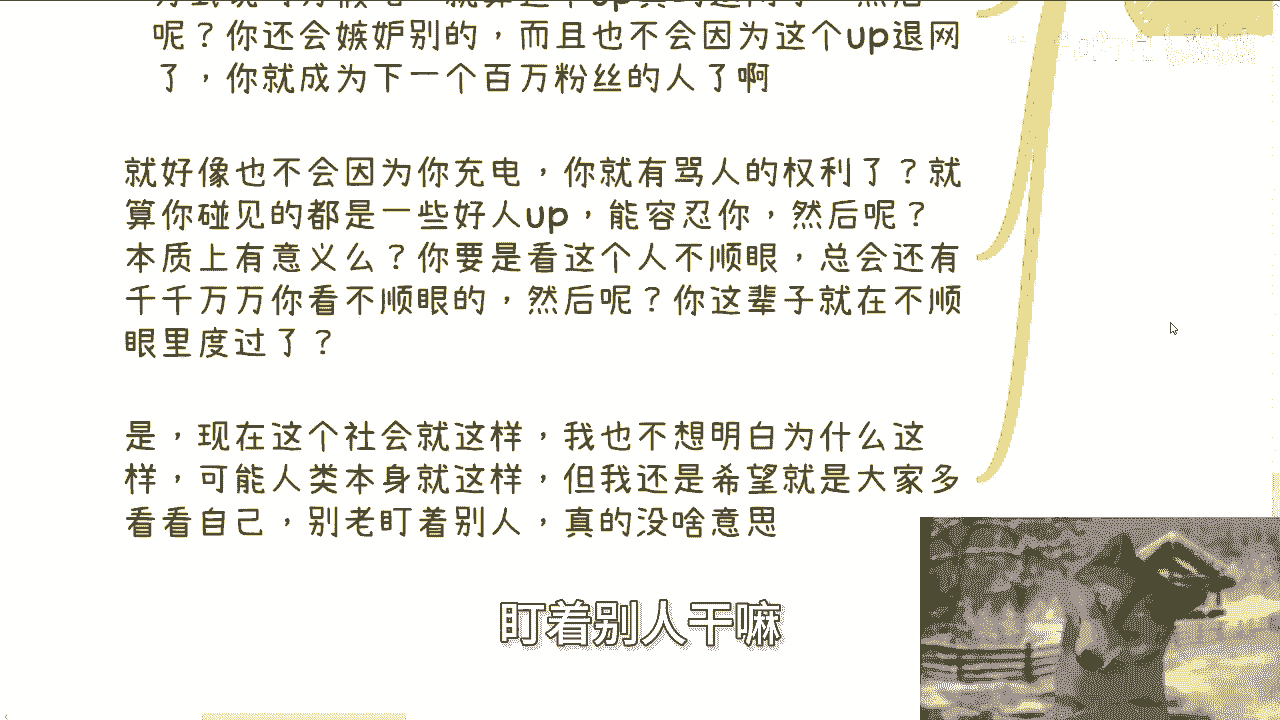 呢？你还会嫉妒别的，而且也不会因为这个up退网
了，你就成为下一个百万粉丝的人了啊
就好像也不会因为你充电，你就有骂人的权利了？就
算你碰见的都是一些好人up，能容忍你，然后呢？
本质上有意义么？你要是看这个人不顺眼，总会还有
千千万万你看不顺眼的，然后呢？你这辈子就在不顺
眼里度过了？
是，现在这个社会就这样，我也不想明白为什么这
样，可能人类本身就这样，但我还是希望就是大家多
看看自己，别老盯着别人，真的没啥意思
盯着别人干嘛